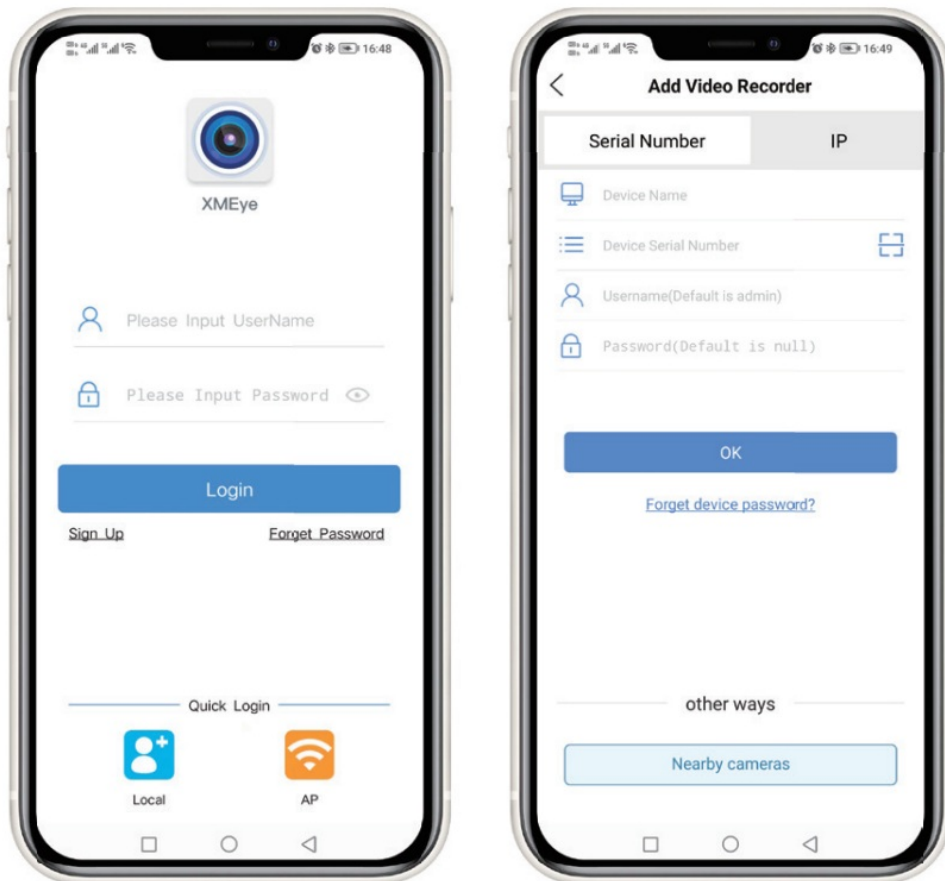 16:48
XMEye
Please Input UserName
Please Input Password
Login
Sign Up
Forget Password
Quick Login
Local
AP
16:49
Add Video Recorder
Serial Number
IP
Device Name
Device Serial Number
Username(Default is admin)
Password(Default is null)
OK
Forget device password?
other ways
Nearby cameras